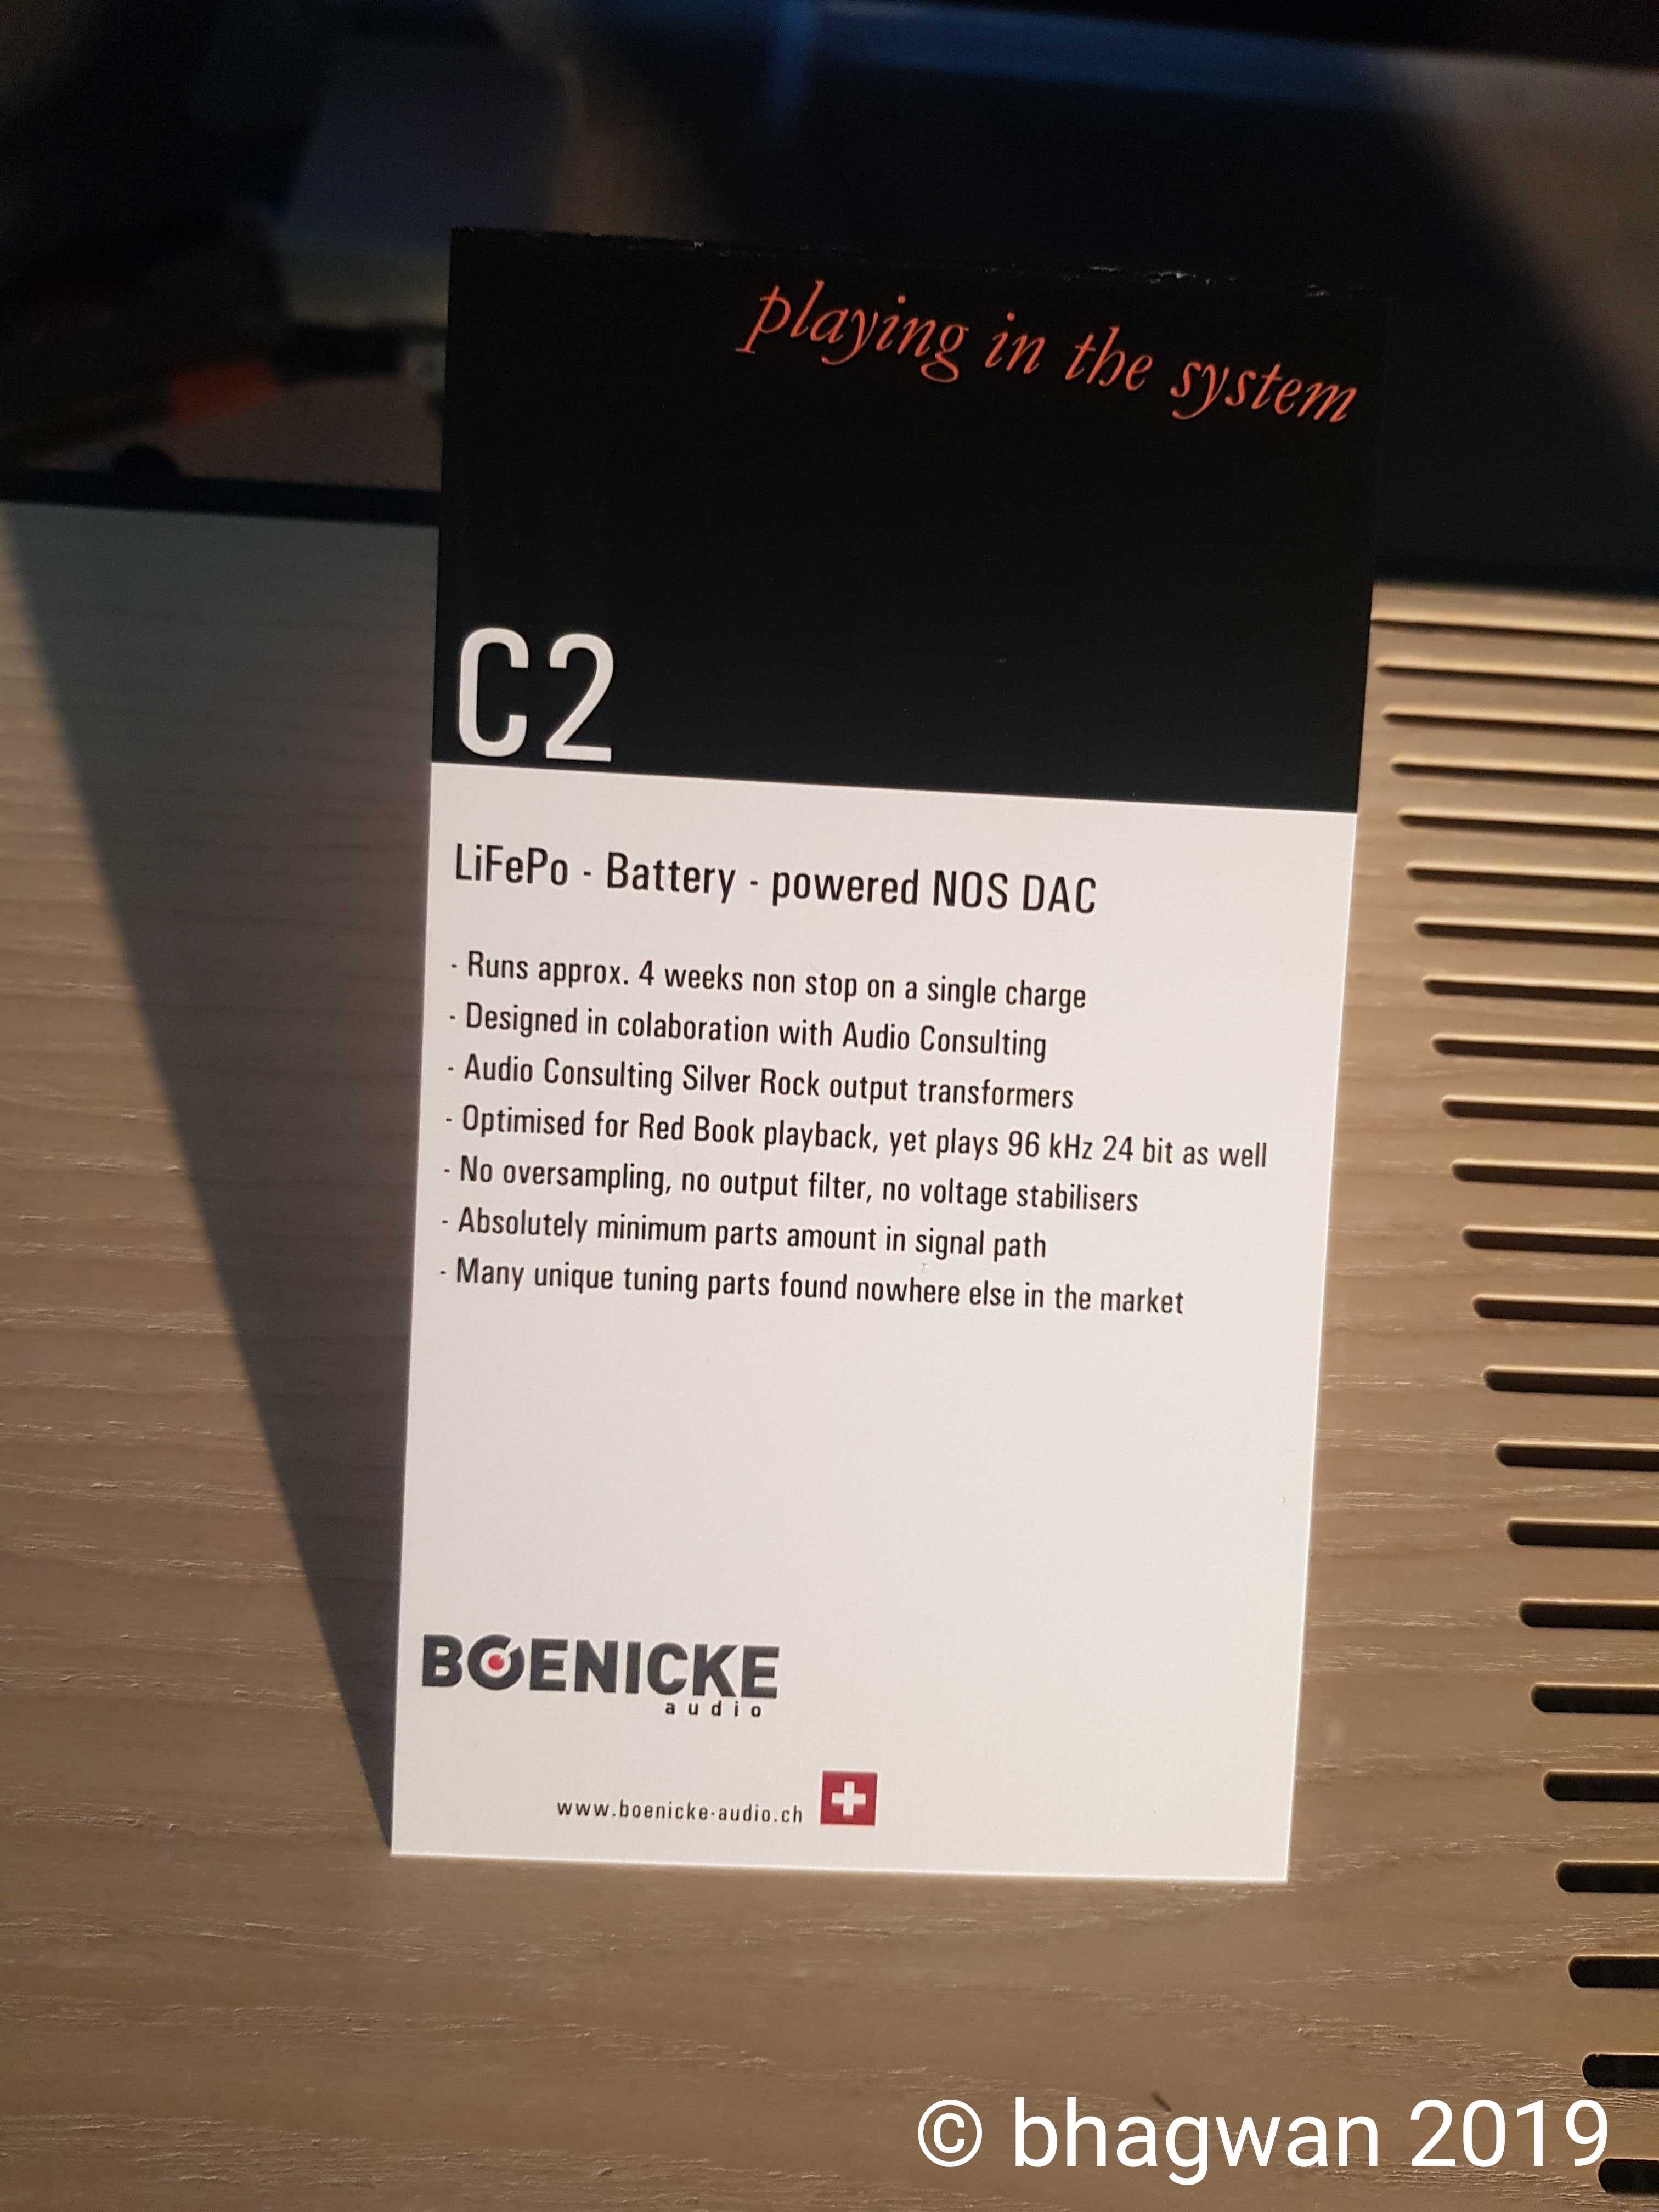 playing in the system
C2
LiFePo - Battery - powered NOS DAC
- Runs approx. 4 weeks non stop on a single charge
- Designed in colaboration with Audio Consulting
- Audio Consulting Silver Rock output transformers
- Optimised for Red Book playback, yet plays 96 kHz 24 bit as well
- No oversampling, no output filter, no voltage stabilisers
- Absolutely minimum parts amount in signal path
- Many unique tuning parts found nowhere else in the market
BOENICKE
audio
www.boenicke-audio.ch
© bhagwan 2019